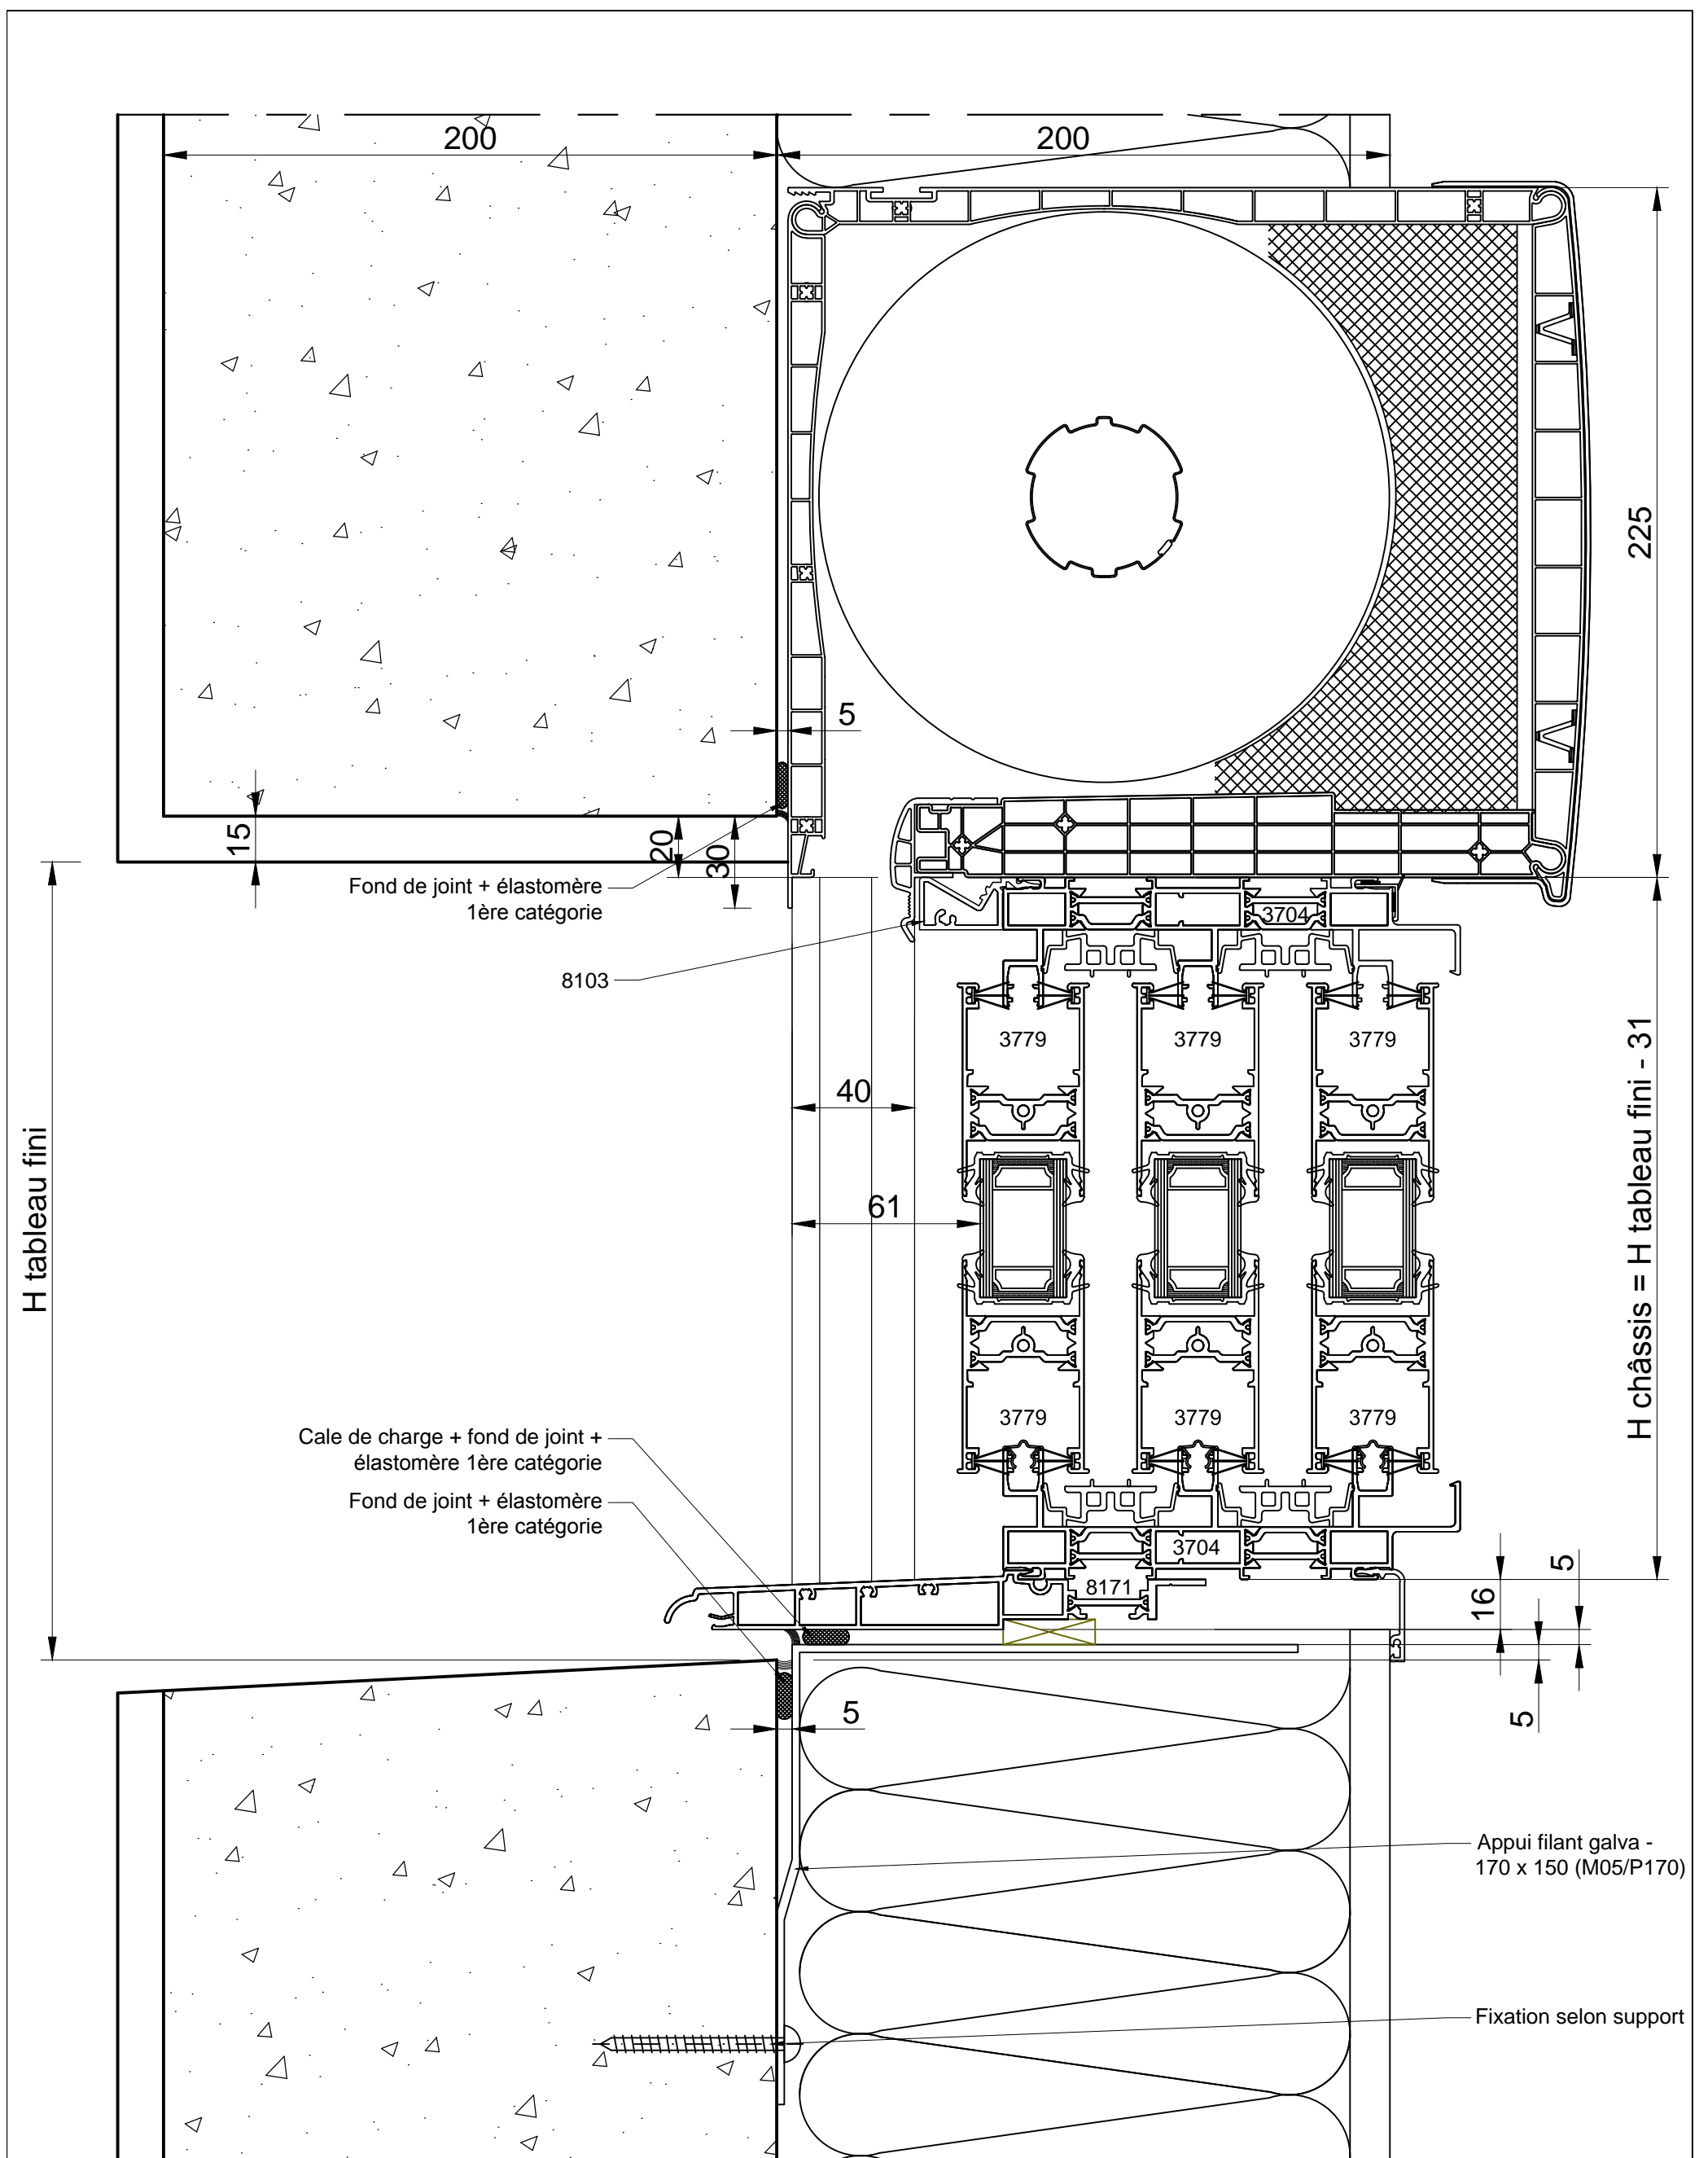 200
200
225
5
15
20
30
Fond de joint + élastomère
1ère catégorie
3704
8103
3779
3779
3779
40
61
H tableau fini
H châssis = H tableau fini - 31
3779
3779
3779
Cale de charge + fond de joint +
élastomère 1ère catégorie
Fond de joint + élastomère
1ère catégorie
3704
8171
5
16
5
5
Appui filant galva -
170 x 150 (M05/P170)
Fixation selon support